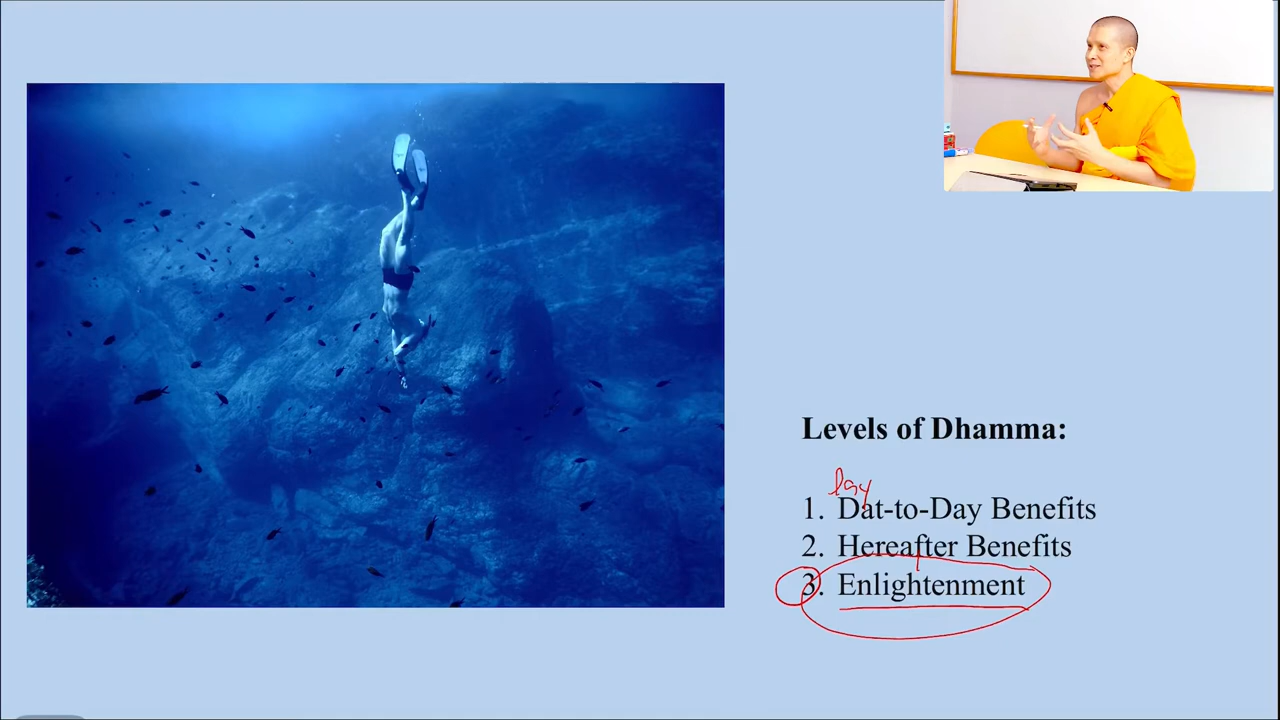 Levels of Dhamma:
Day
1. Dat-to-Day Benefits
2. Hereafter Benefits
3. Enlightenment